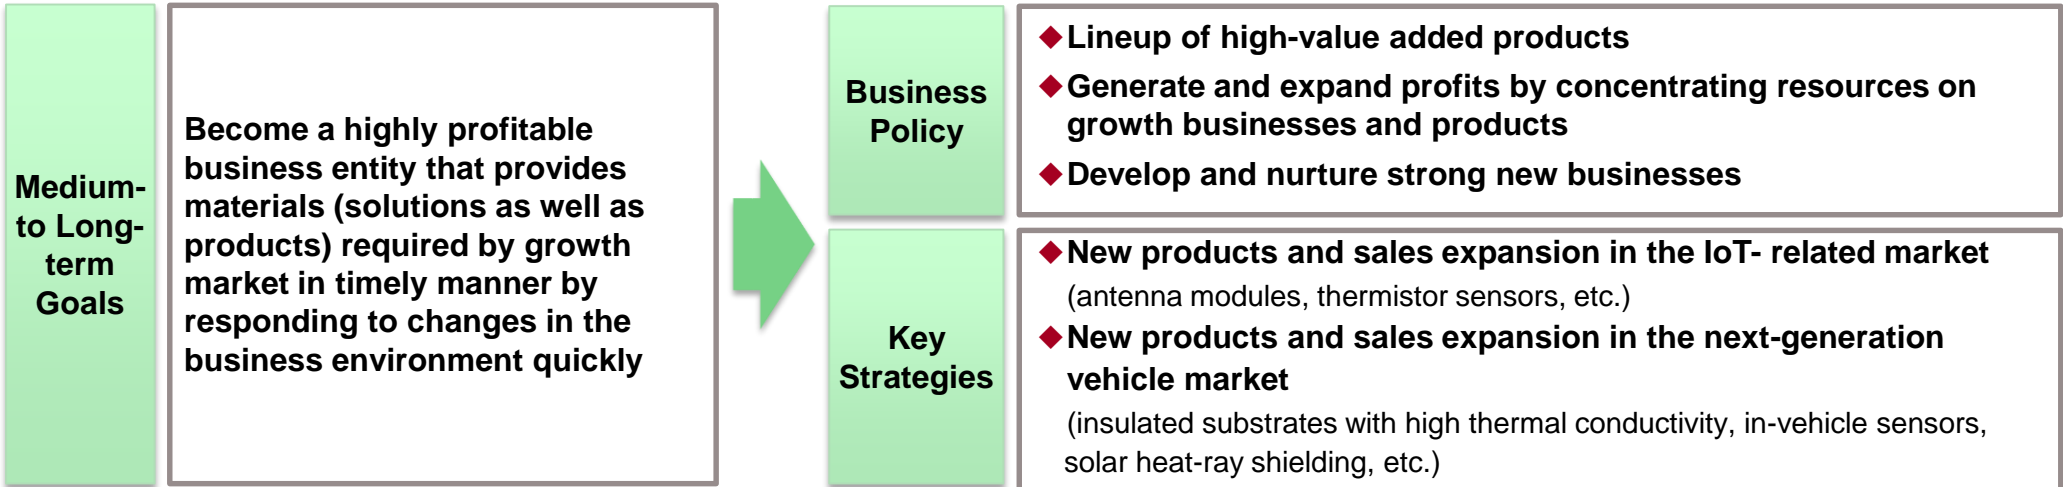 Medium-
to Long-
term
Goals
Become a highly profitable
business entity that provides
materials (solutions as well as
products) required by growth
market in timely manner by
responding to changes in the
business environment quickly
Business
Policy
◆Lineup of high-value added products
◆Generate and expand profits by concentrating resources on
growth businesses and products
◆Develop and nurture strong new businesses
Key
Strategies
◆New products and sales expansion in the IoT- related market
(antenna modules, thermistor sensors, etc.)
◆New products and sales expansion in the next-generation
vehicle market
(insulated substrates with high thermal conductivity, in-vehicle sensors,
solar heat-ray shielding, etc.)